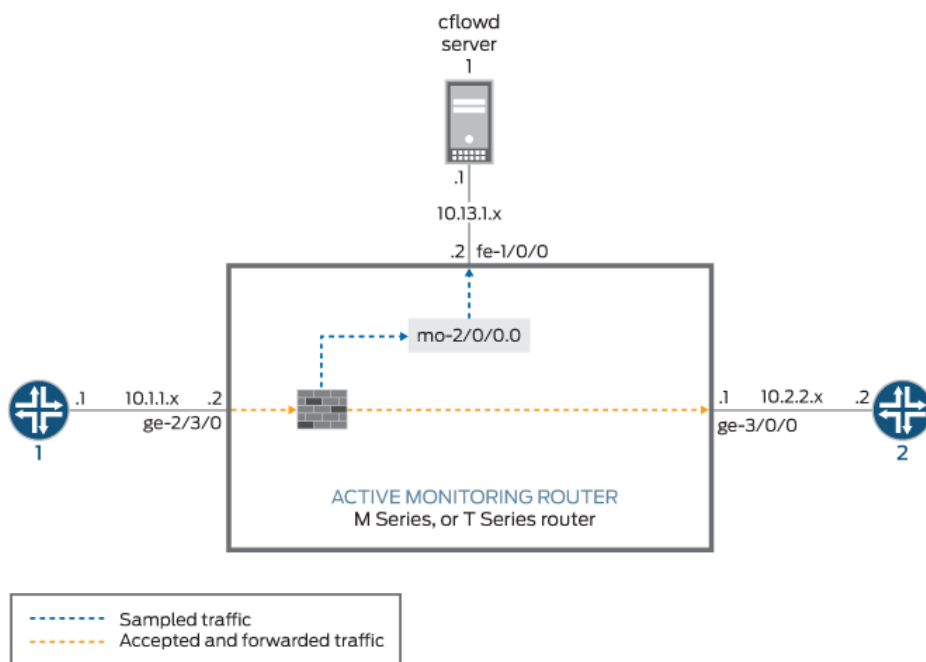 cflowd
server
1
.1
10.13.1.x
.2 fe-1/0/0
mo-2/0/0.0
.1 10.1.1.x .2
ge-2/3/0
1
.1 10.2.2.x .2
ge-3/0/0
2
ACTIVE MONITORING ROUTER
M Series, or T Series router
Sampled traffic
Accepted and forwarded traffic